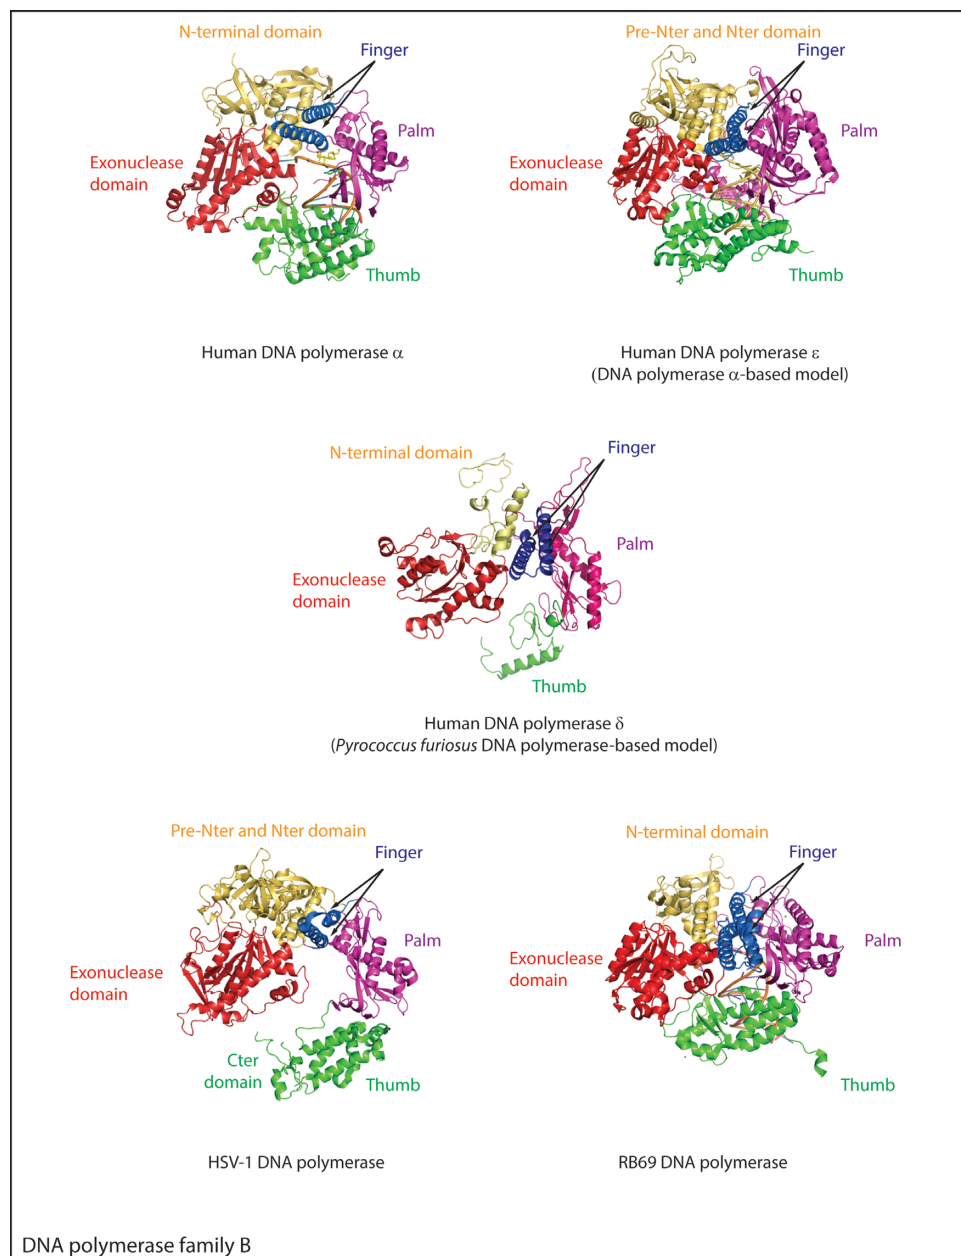 N-terminal domain
Finger
Palm
Exonuclease
domain
Thumb
Human DNA polymerase α
Pre-Nter and Nter domain
Finger
Palm
Exonuclease
domain
Thumb
Human DNA polymerase ε
(DNA polymerase α-based model)
N-terminal domain
Finger
Palm
Exonuclease
domain
Thumb
Human DNA polymerase δ
(Pyrococcus furiosus DNA polymerase-based model)
Pre-Nter and Nter domain
Finger
Palm
Exonuclease
domain
Cter
domain
Thumb
HSV-1 DNA polymerase
N-terminal domain
Finger
Palm
Exonuclease
domain
Thumb
RB69 DNA polymerase
DNA polymerase family B